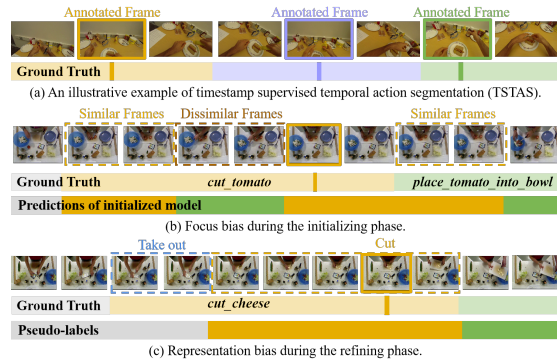 Annotated Frame Annotated Frame Annotated Frame
Ground Truth
(a) An illustrative example of timestamp supervised temporal action segmentation (TSTAS).
Similar Frames Dissimilar Frames Similar Frames
Ground Truth cut_tomato place_tomato_into_bowl
Predictions of initialized model
(b) Focus bias during the initializing phase.
Take out Cut
Ground Truth cut_cheese
Pseudo-labels
(c) Representation bias during the refining phase.